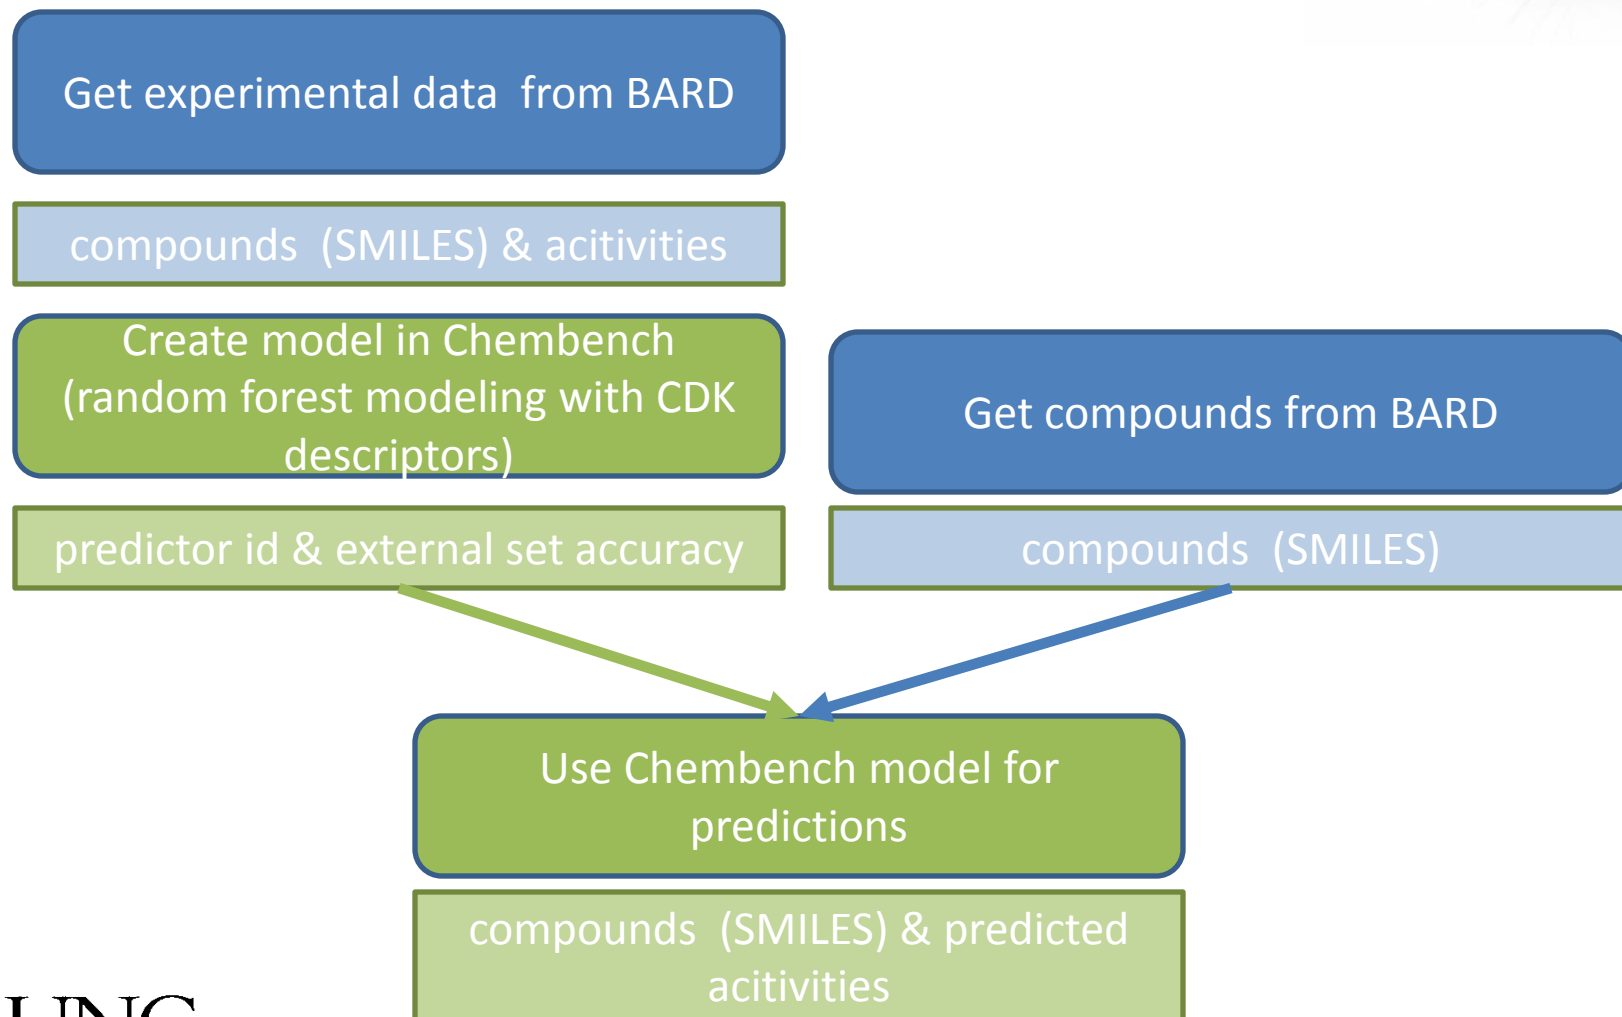 Get experimental data  from BARD
compounds  (SMILES) & acitivities
Create model in Chembench
(random forest modeling with CDK
descriptors)
predictor id & external set accuracy
Get compounds from BARD
compounds  (SMILES)
Use Chembench model for
predictions
compounds  (SMILES) & predicted
acitivities
UNC